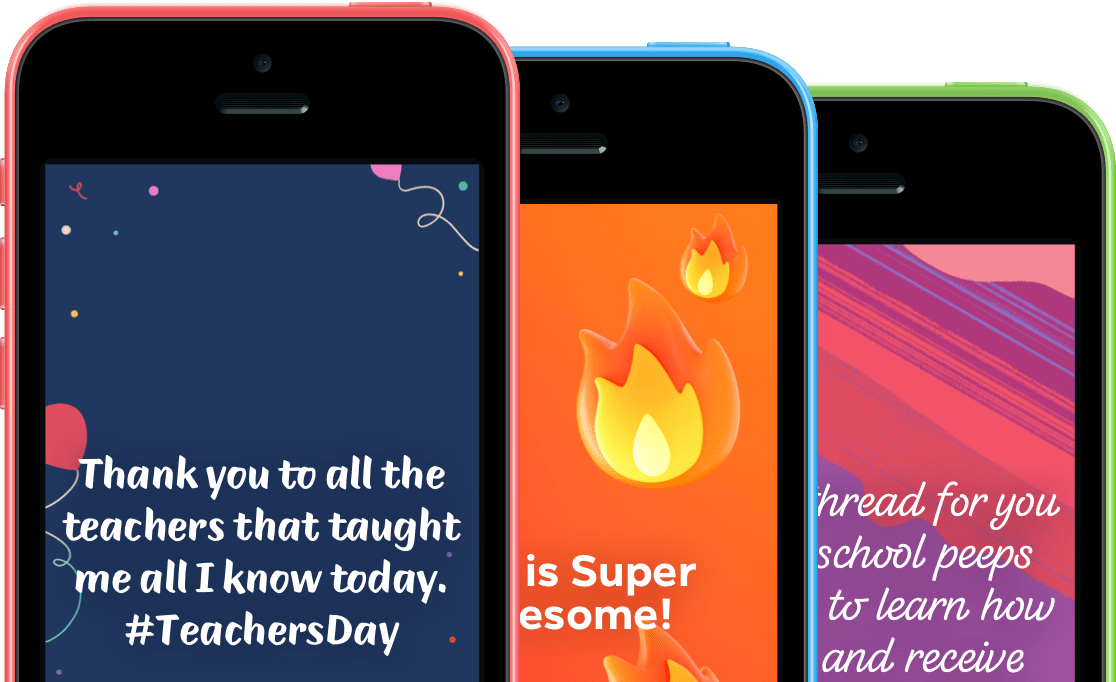 Thank you to all the
teachers that taught
me all I know today.
#TeachersDay
is Super
esome!
thread for you
school peeps
to learn how
and receive